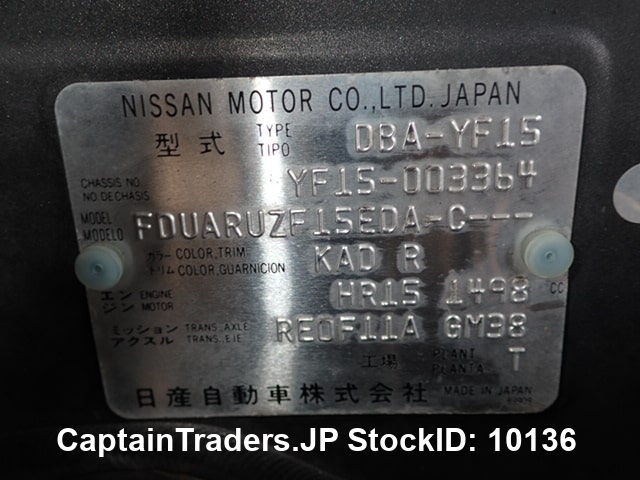 NISSAN MOTOR CO.,LTD. JAPAN
型式 TYPE TIPO DBA-YF15
CHASSIS NO. NO.DE CHASIS YF15-003364
MODEL MODELO FDUARUZF15EDA-C---
カラー COLOR,TRIM
トリム COLOR,GUARNICION KAD R
エンジン ENGINE MOTOR HR15 1498 CC
ミッション TRANS.,AXLE
アクスル TRANS.,EJE REOF11A GM38
工場 PLANT PLANTA T
日産自動車株式会社 MADE IN JAPAN
CaptainTraders.JP StockID: 10136